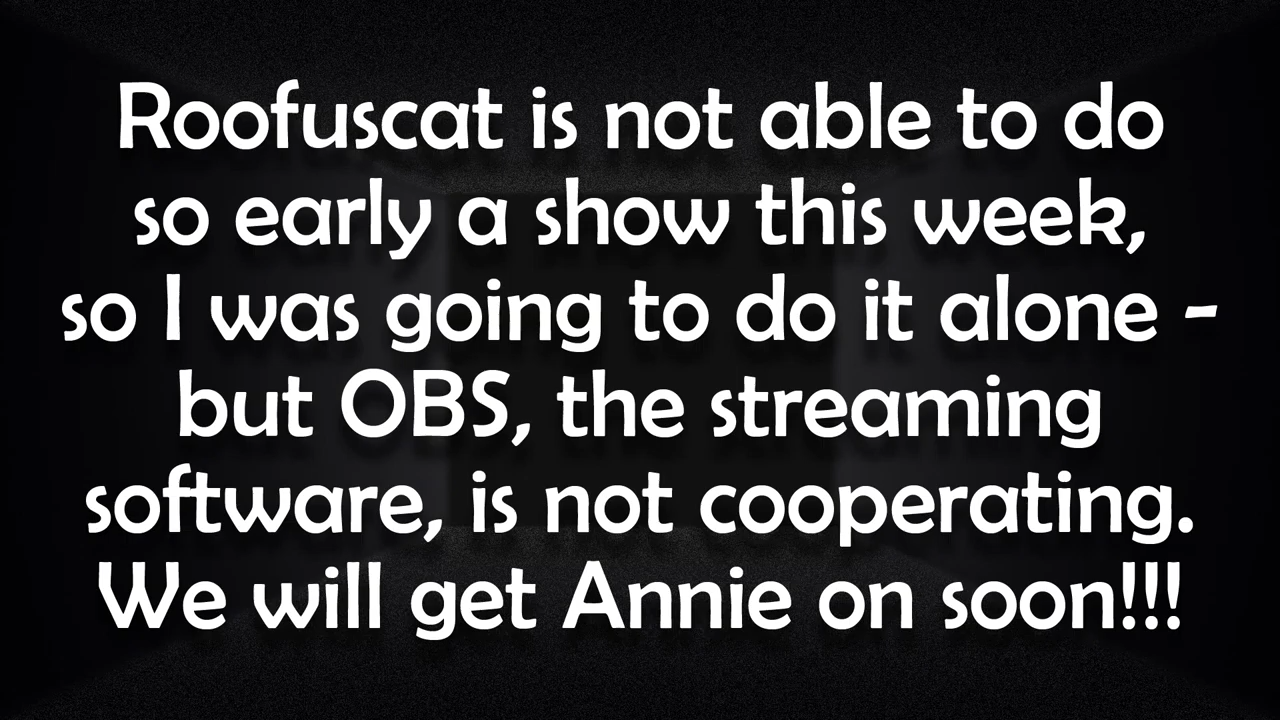 Roofuscat is not able to do
so early a show this week,
so I was going to do it alone -
but OBS, the streaming
software, is not cooperating.
We will get Annie on soon!!!